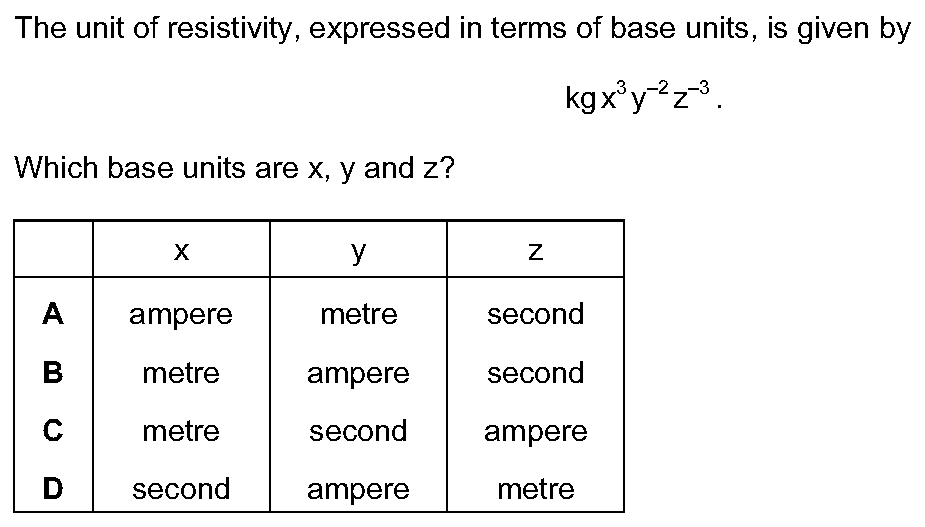 The unit of resistivity, expressed in terms of base units, is given by
kg x³ y⁻² z⁻³ .
Which base units are x, y and z?
x y z
A ampere metre second
B metre ampere second
C metre second ampere
D second ampere metre